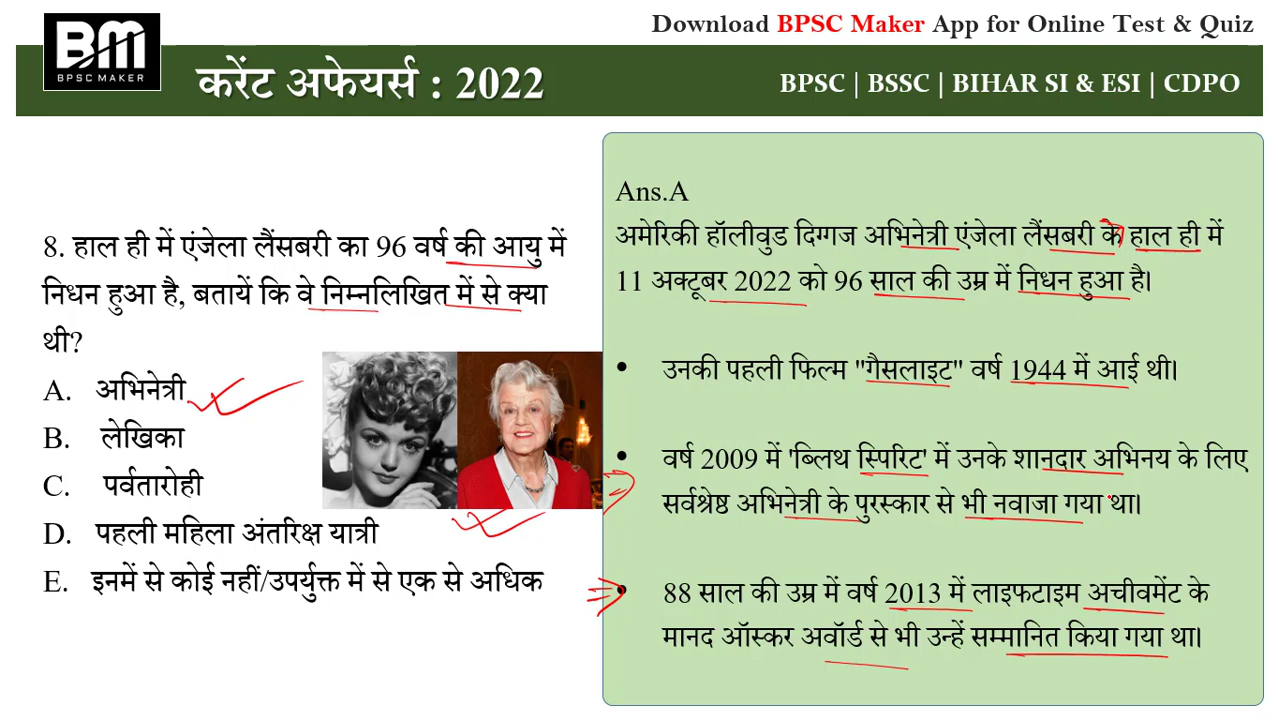 Download BPSC Maker App for Online Test & Quiz
BM
BPSC MAKER
करेंट अफेयर्स : 2022
BPSC | BSSC | BIHAR SI & ESI | CDPO
8. हाल ही में एंजेला लैंसबरी का 96 वर्ष की आयु में
निधन हुआ है, बतायें कि वे निम्नलिखित में से क्या
थी?
A. अभिनेत्री
B. लेखिका
C. पर्वतारोही
D. पहली महिला अंतरिक्ष यात्री
E. इनमें से कोई नहीं/उपर्युक्त में से एक से अधिक
Ans.A
अमेरिकी हॉलीवुड दिग्गज अभिनेत्री एंजेला लैंसबरी के हाल ही में
11 अक्टूबर 2022 को 96 साल की उम्र में निधन हुआ है।
• उनकी पहली फिल्म "गैसलाइट" वर्ष 1944 में आई थी।
• वर्ष 2009 में 'ब्लिथ स्पिरिट' में उनके शानदार अभिनय के लिए
सर्वश्रेष्ठ अभिनेत्री के पुरस्कार से भी नवाजा गया था।
• 88 साल की उम्र में वर्ष 2013 में लाइफटाइम अचीवमेंट के
मानद ऑस्कर अवॉर्ड से भी उन्हें सम्मानित किया गया था।